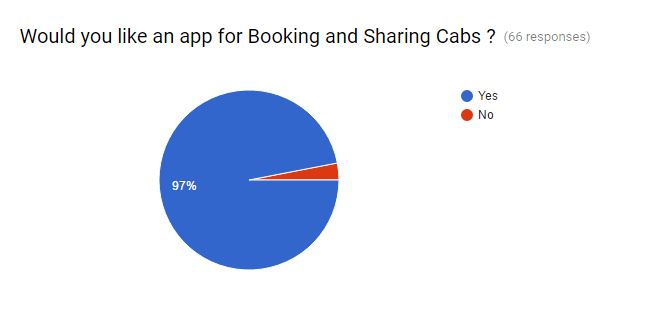 Would you like an app for Booking and Sharing Cabs ? (66 responses)
Yes
No
97%